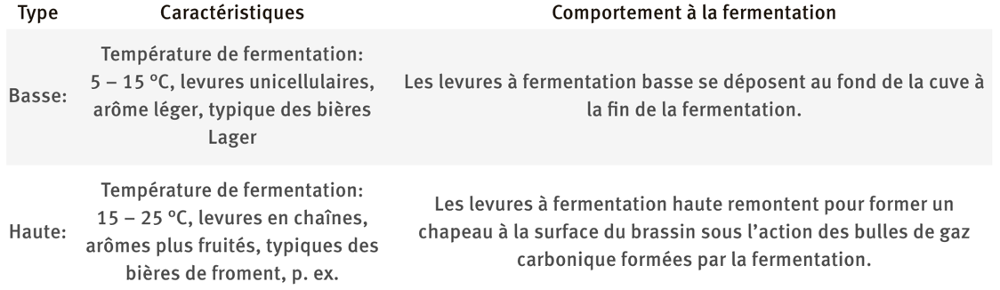 Type Caractéristiques Comportement à la fermentation
Température de fermentation:
5 – 15 °C, levures unicellulaires,
Basse:
arôme léger, typique des bières
Lager
Les levures à fermentation basse se déposent au fond de la cuve à
la fin de la fermentation.
Température de fermentation:
15 – 25 °C, levures en chaînes,
Haute:
arômes plus fruités, typiques des
bières de froment, p. ex.
Les levures à fermentation haute remontent pour former un
chapeau à la surface du brassin sous l’action des bulles de gaz
carbonique formées par la fermentation.